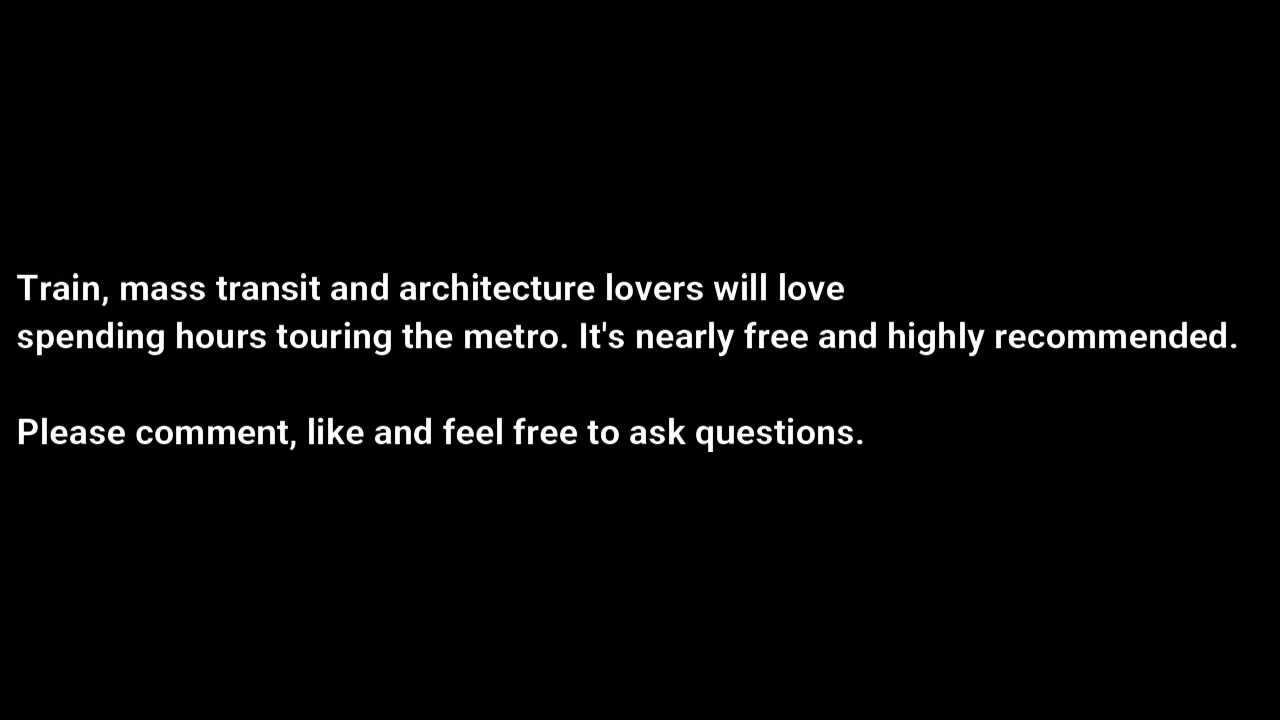 Train, mass transit and architecture lovers will love
spending hours touring the metro. It's nearly free and highly recommended.
Please comment, like and feel free to ask questions.